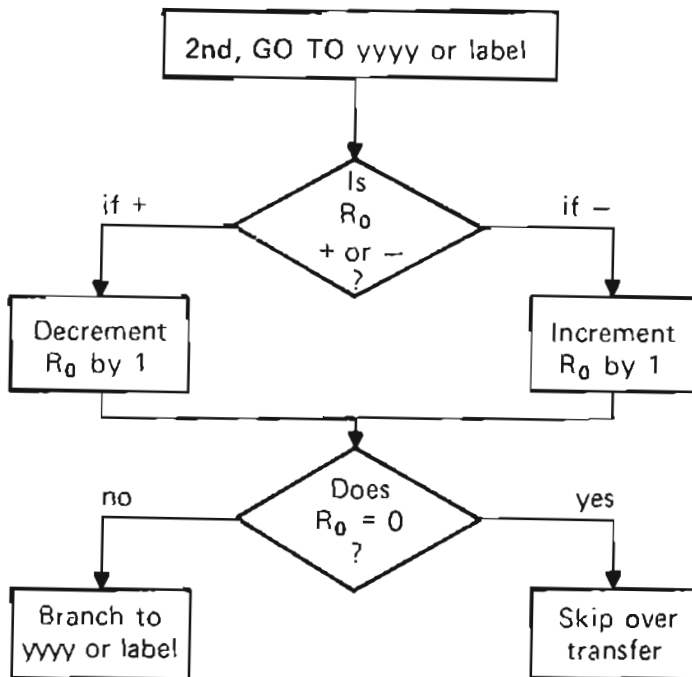 2nd, GO TO yyyy or label
Is
R₀
+ or −
?
if +
if −
Decrement
R₀ by 1
Increment
R₀ by 1
Does
R₀ = 0
?
no
yes
Branch to
yyyy or label
Skip over
transfer